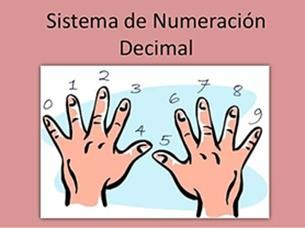 Sistema de Numeración
Decimal
0 1 2 3 4 5 6 7 8 9